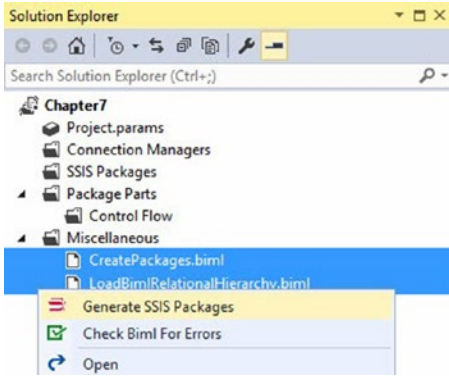 Solution Explorer
Search Solution Explorer (Ctrl+;)
Chapter7
Project.params
Connection Managers
SSIS Packages
Package Parts
Control Flow
Miscellaneous
CreatePackages.biml
LoadBimlRelationalHierarchy.biml
Generate SSIS Packages
Check Biml For Errors
Open